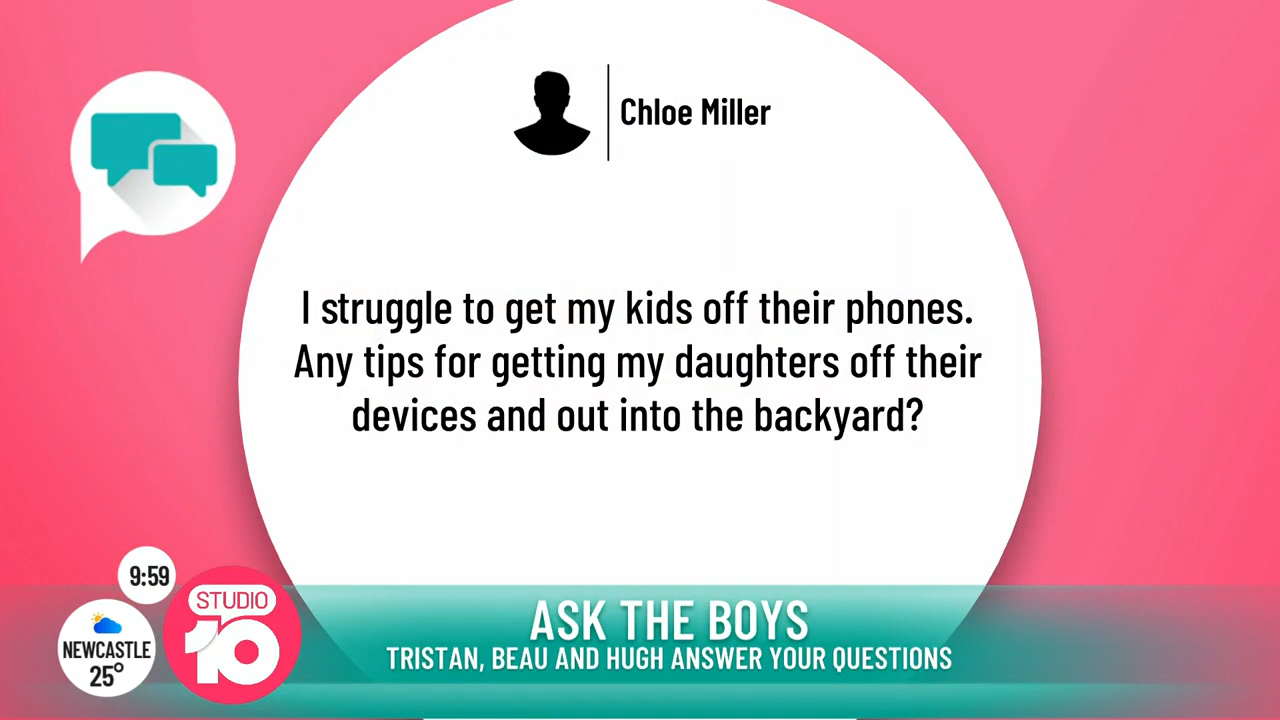 Chloe Miller
I struggle to get my kids off their phones.
Any tips for getting my daughters off their
devices and out into the backyard?
9:59
STUDIO
10
NEWCASTLE
25°
ASK THE BOYS
TRISTAN, BEAU AND HUGH ANSWER YOUR QUESTIONS